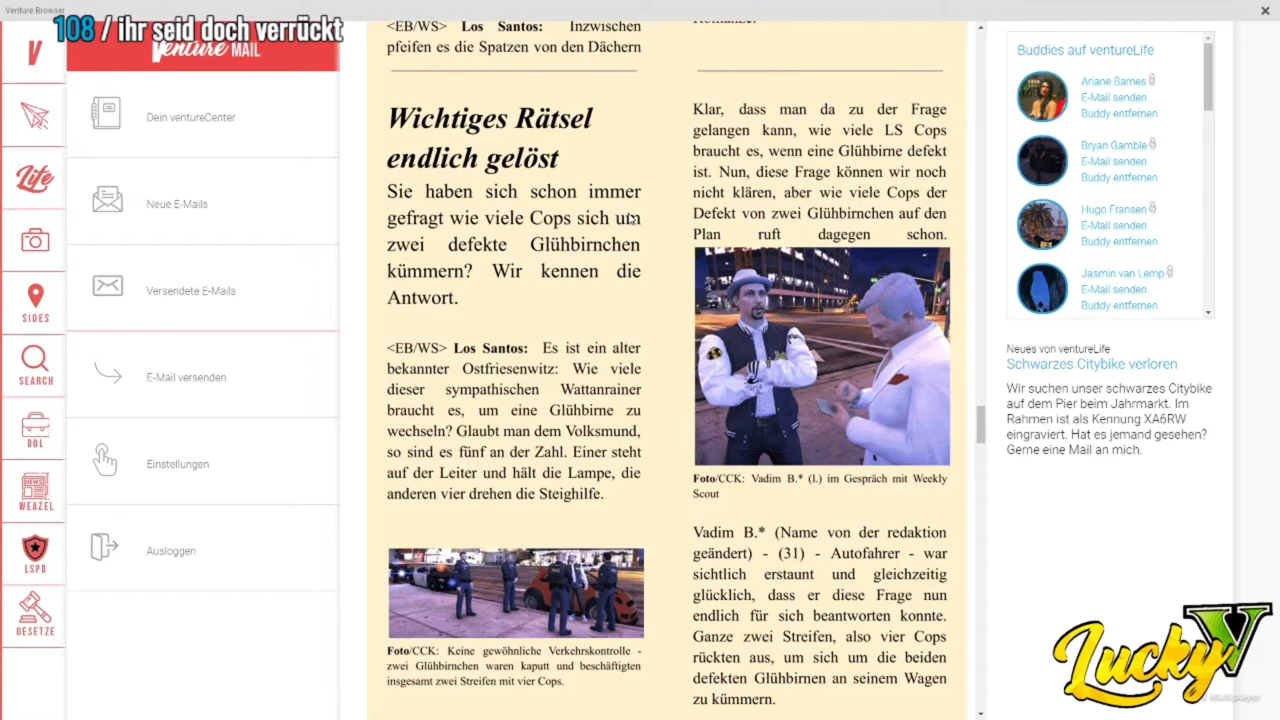 Venture Browser
108 / ihr seid doch verrückt
Venture MAIL
V
Life
SIDES
SEARCH
DOL
NEWS
WEAZEL
LSPD
GESETZE
Dein ventureCenter
Neue E-Mails
Versendete E-Mails
E-Mail versenden
Einstellungen
Ausloggen
<EB/WS> Los Santos: Inzwischen
pfeifen es die Spatzen von den Dächern
Wichtiges Rätsel
endlich gelöst
Sie haben sich schon immer
gefragt wie viele Cops sich um
zwei defekte Glühbirnchen
kümmern? Wir kennen die
Antwort.
<EB/WS> Los Santos: Es ist ein alter
bekannter Ostfriesenwitz: Wie viele
dieser sympathischen Wattanrainer
braucht es, um eine Glühbirne zu
wechseln? Glaubt man dem Volksmund,
so sind es fünf an der Zahl. Einer steht
auf der Leiter und hält die Lampe, die
anderen vier drehen die Steighilfe.
Foto/CCK: Keine gewöhnliche Verkehrskontrolle -
zwei Glühbirnchen waren kaputt und beschäftigten
insgesamt zwei Streifen mit vier Cops.
Klar, dass man da zu der Frage
gelangen kann, wie viele LS Cops
braucht es, wenn eine Glühbirne defekt
ist. Nun, diese Frage können wir noch
nicht klären, aber wie viele Cops der
Defekt von zwei Glühbirnchen auf den
Plan ruft dagegen schon.
Foto/CCK: Vadim B.* (l.) im Gespräch mit Weekly
Scout
Vadim B.* (Name von der redaktion
geändert) - (31) - Autofahrer - war
sichtlich erstaunt und gleichzeitig
glücklich, dass er diese Frage nun
endlich für sich beantworten konnte.
Ganze zwei Streifen, also vier Cops
rückten aus, um sich um die beiden
defekten Glühbirnen an seinem Wagen
zu kümmern.
Buddies auf ventureLife
Ariane Barnes
E-Mail senden
Buddy entfernen
Bryan Gamble
E-Mail senden
Buddy entfernen
Hugo Fransen
E-Mail senden
Buddy entfernen
Jasmin van Lemp
E-Mail senden
Buddy entfernen
Neues von ventureLife
Schwarzes Citybike verloren
Wir suchen unser schwarzes Citybike
auf dem Pier beim Jahrmarkt. Im
Rahmen ist als Kennung XA6RW
eingraviert. Hat es jemand gesehen?
Gerne eine Mail an mich.
Lucky V
Multiplayer